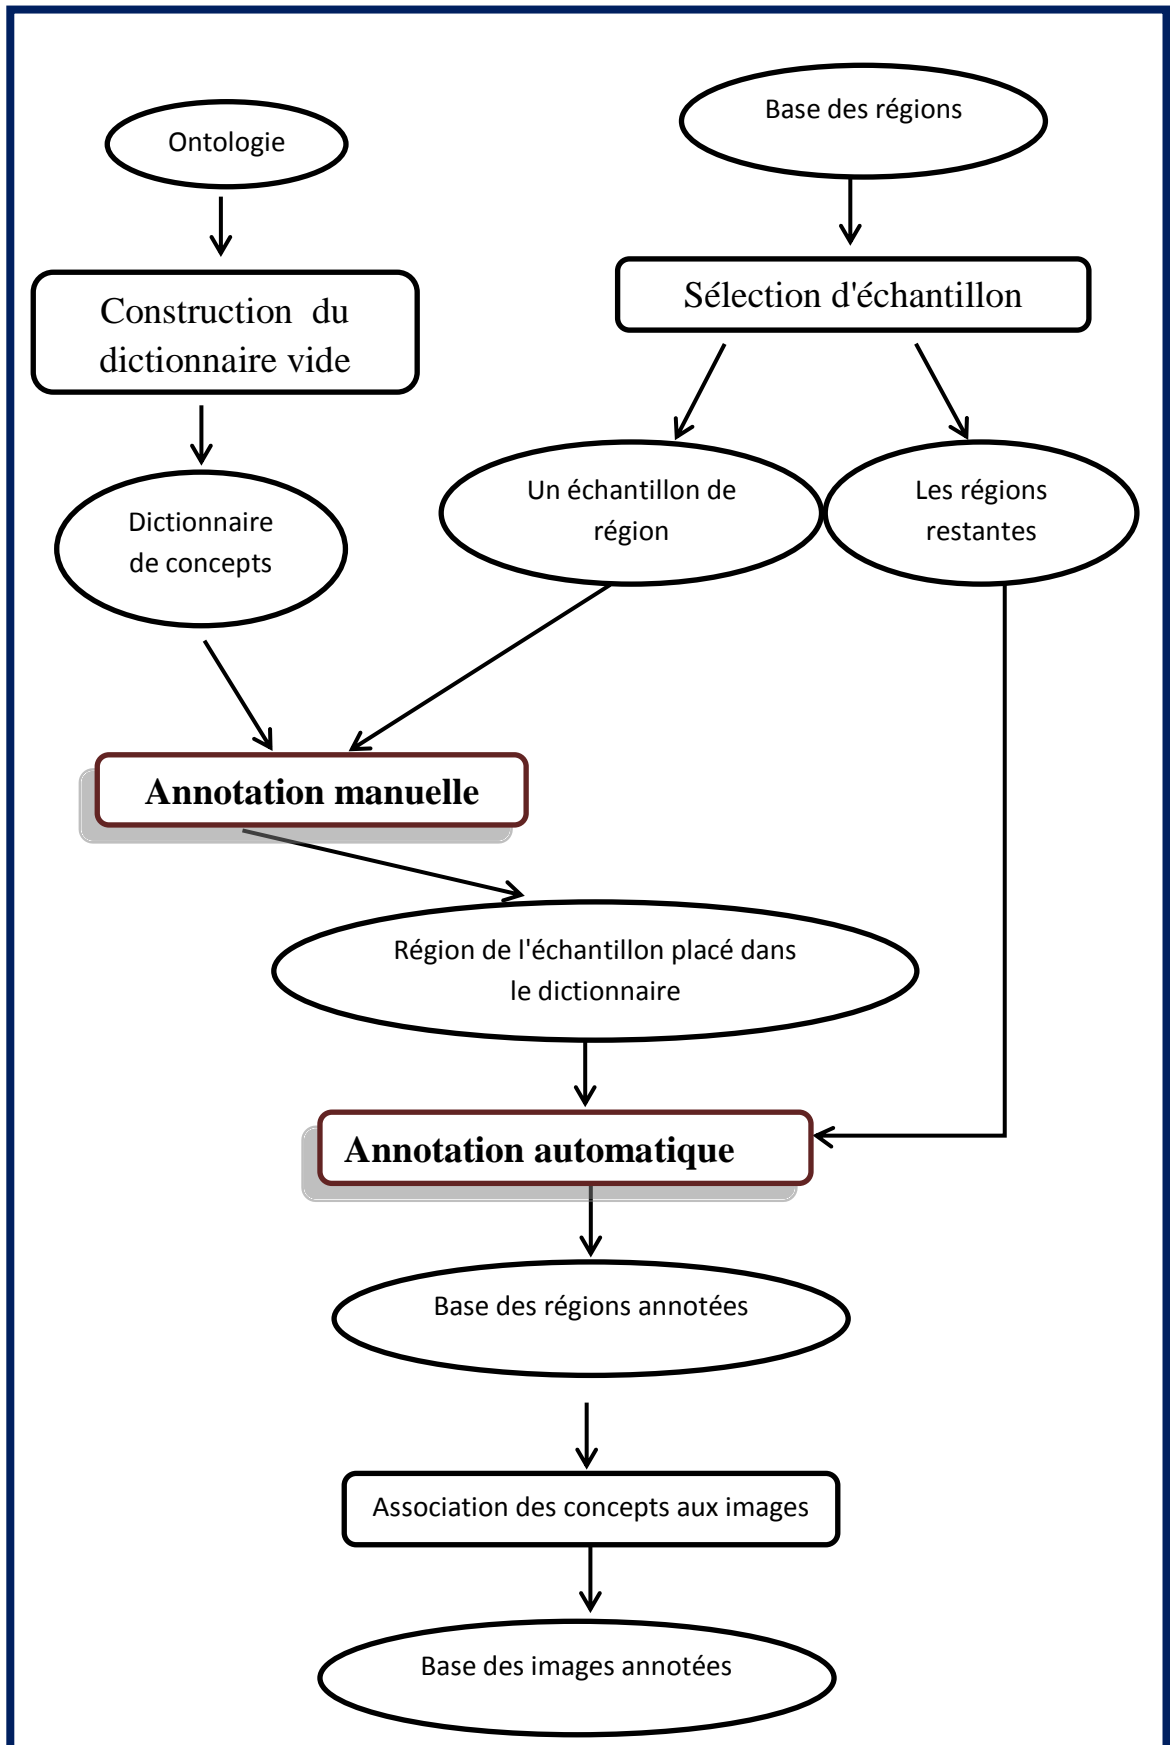 Ontologie
Base des régions
Construction du
dictionnaire vide
Sélection d'échantillon
Dictionnaire
de concepts
Un échantillon de
région
Les régions
restantes
Annotation manuelle
Région de l'échantillon placé dans
le dictionnaire
Annotation automatique
Base des régions annotées
Association des concepts aux images
Base des images annotées